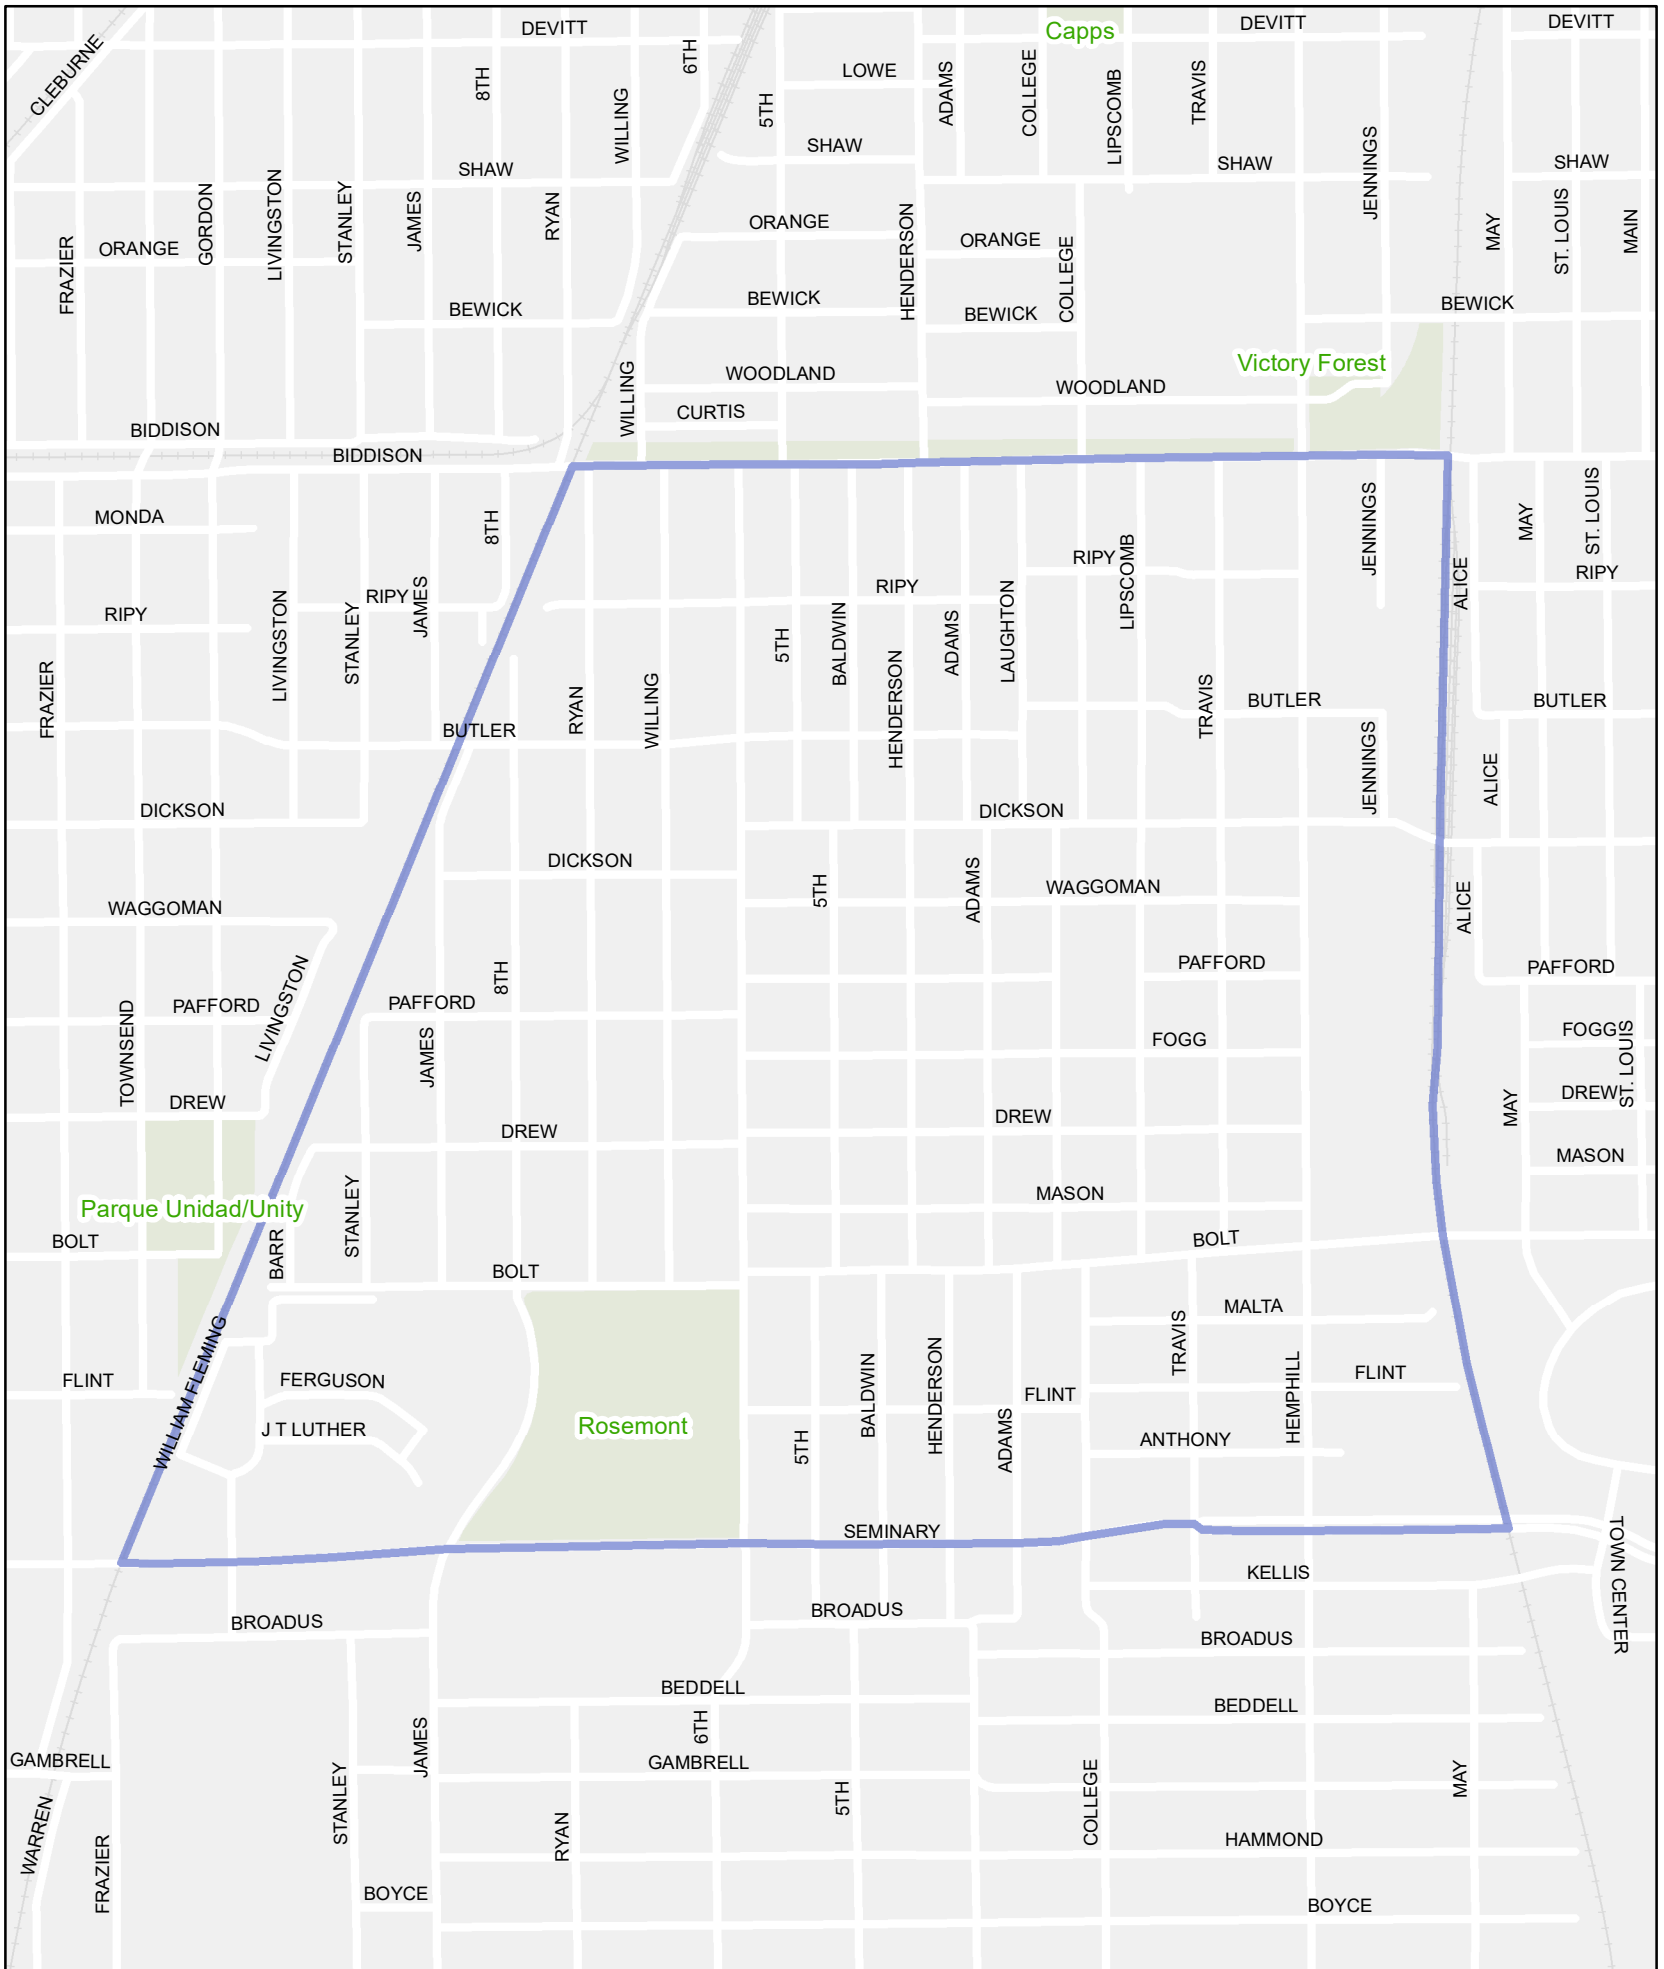 DEVITT
Capps
DEVITT
DEVITT
CLEBURNE
8TH
WILLING
6TH
5TH
LOWE
ADAMS
COLLEGE
LIPSCOMB
TRAVIS
JENNINGS
SHAW
SHAW
SHAW
SHAW
FRAZIER
ORANGE
GORDON
LIVINGSTON
STANLEY
JAMES
RYAN
ORANGE
HENDERSON
ORANGE
COLLEGE
MAY
ST. LOUIS
MAIN
BEWICK
BEWICK
BEWICK
BEWICK
WILLING
WOODLAND
WOODLAND
Victory Forest
CURTIS
BIDDISON
BIDDISON
MONDA
8TH
JENNINGS
MAY
ST. LOUIS
RIPY
LIVINGSTON
STANLEY
RIPY
JAMES
RIPY
RIPY
LIPSCOMB
ALICE
RIPY
FRAZIER
5TH
BALDWIN
HENDERSON
ADAMS
LAUGHTON
BUTLER
RYAN
WILLING
TRAVIS
BUTLER
BUTLER
JENNINGS
ALICE
DICKSON
DICKSON
DICKSON
WAGGOMAN
5TH
ADAMS
WAGGOMAN
ALICE
LIVINGSTON
8TH
PAFFORD
PAFFORD
PAFFORD
PAFFORD
TOWNSEND
JAMES
FOGG
FOGG
ST. LOUIS
DREW
DREW
DREW
DREW
MAY
MASON
MASON
Parque Unidad/Unity
STANLEY
BARR
BOLT
BOLT
BOLT
MALTA
WILLIAM FLEMING
FLINT
FERGUSON
J T LUTHER
Rosemont
5TH
BALDWIN
HENDERSON
ADAMS
FLINT
TRAVIS
HEMPHILL
FLINT
ANTHONY
SEMINARY
KELLIS
TOWN CENTER
BROADUS
BROADUS
BROADUS
BEDDELL
BEDDELL
6TH
GAMBRELL
STANLEY
JAMES
GAMBRELL
5TH
COLLEGE
MAY
WARREN
FRAZIER
RYAN
HAMMOND
BOYCE
BOYCE